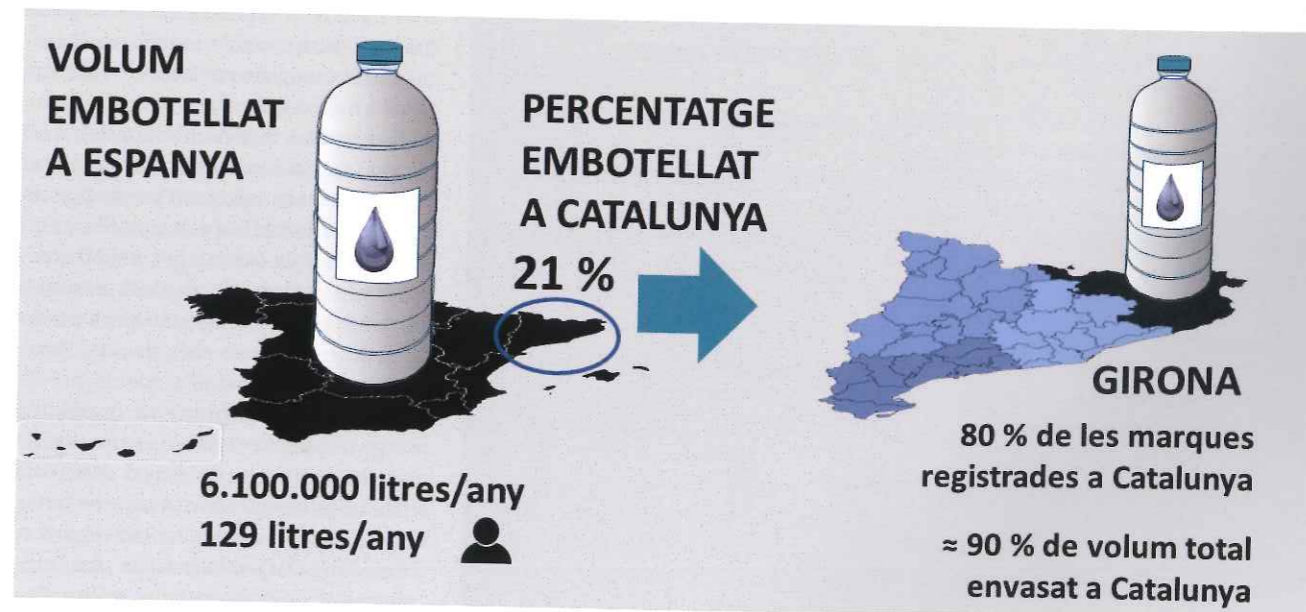 VOLUM
EMBOTELLAT
A ESPANYA
PERCENTATGE
EMBOTELLAT
A CATALUNYA
21 %
6.100.000 litres/any
129 litres/any
GIRONA
80 % de les marques
registrades a Catalunya
≈ 90 % de volum total
envasat a Catalunya